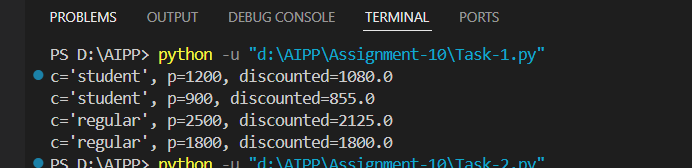 PROBLEMS OUTPUT DEBUG CONSOLE TERMINAL PORTS
PS D:\AIPP> python -u "d:\AIPP\Assignment-10\Task-1.py"
c='student', p=1200, discounted=1080.0
c='student', p=900, discounted=855.0
c='regular', p=2500, discounted=2125.0
c='regular', p=1800, discounted=1800.0
PS D:\AIPP> python -u "d:\AIPP\Assignment-10\Task-2.py"